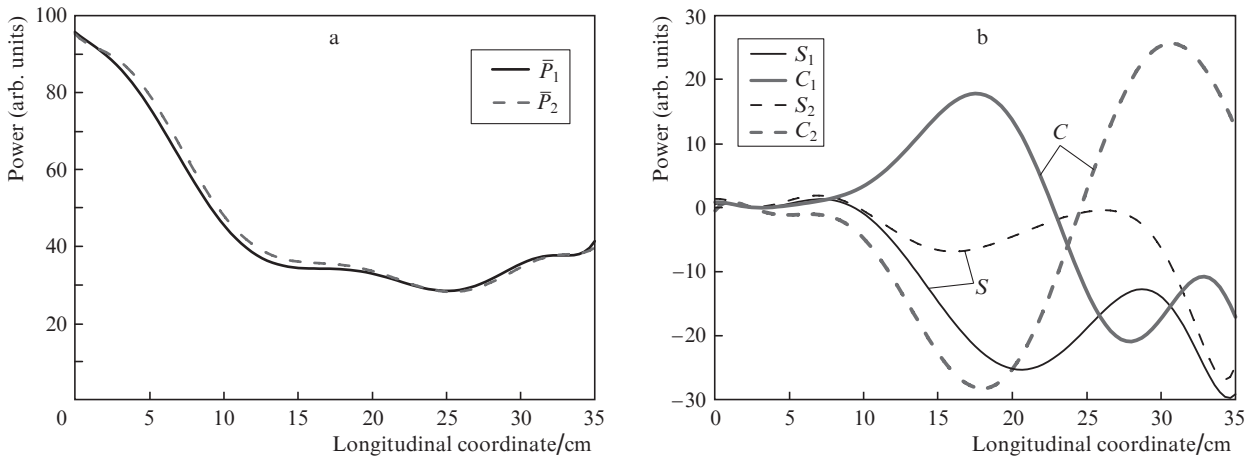 a
Power (arb. units)
100
80
60
40
20
0
5
10
15
20
25
30
35
Longitudinal coordinate/cm
P̅₁
P̅₂
b
Power (arb. units)
30
20
10
0
−10
−20
−30
0
5
10
15
20
25
30
35
Longitudinal coordinate/cm
S₁
C₁
S₂
C₂
C
S